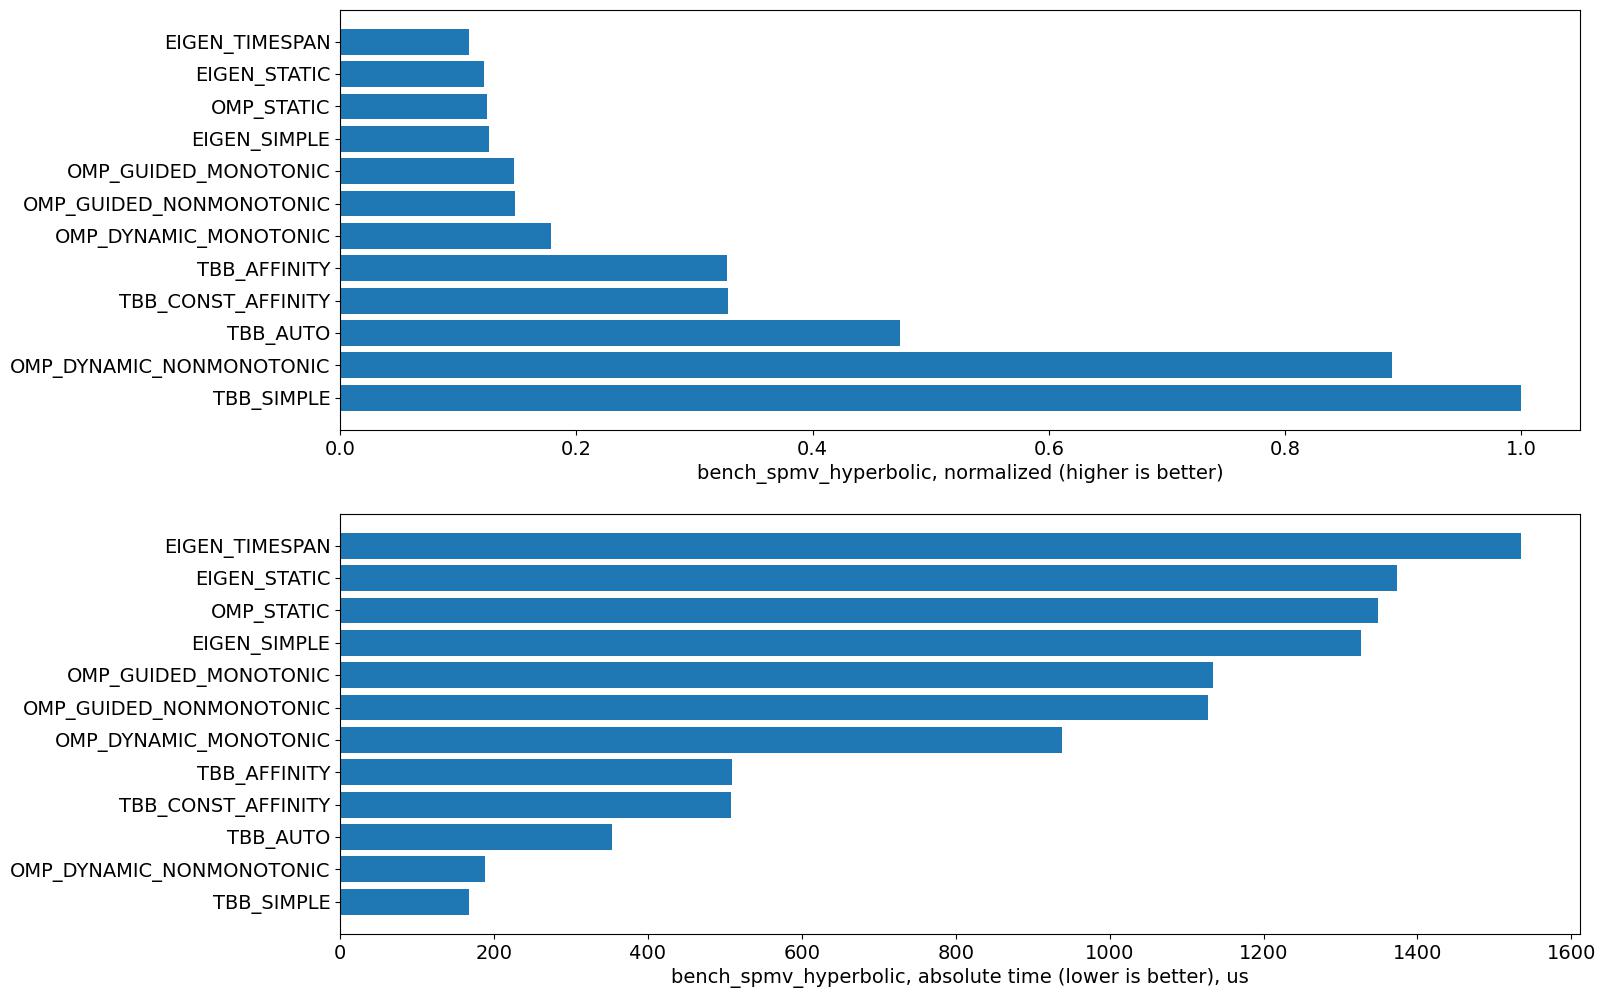 EIGEN_TIMESPAN
EIGEN_STATIC
OMP_STATIC
EIGEN_SIMPLE
OMP_GUIDED_MONOTONIC
OMP_GUIDED_NONMONOTONIC
OMP_DYNAMIC_MONOTONIC
TBB_AFFINITY
TBB_CONST_AFFINITY
TBB_AUTO
OMP_DYNAMIC_NONMONOTONIC
TBB_SIMPLE
0.0 0.2 0.4 0.6 0.8 1.0
bench_spmv_hyperbolic, normalized (higher is better)
EIGEN_TIMESPAN
EIGEN_STATIC
OMP_STATIC
EIGEN_SIMPLE
OMP_GUIDED_MONOTONIC
OMP_GUIDED_NONMONOTONIC
OMP_DYNAMIC_MONOTONIC
TBB_AFFINITY
TBB_CONST_AFFINITY
TBB_AUTO
OMP_DYNAMIC_NONMONOTONIC
TBB_SIMPLE
0 200 400 600 800 1000 1200 1400 1600
bench_spmv_hyperbolic, absolute time (lower is better), us